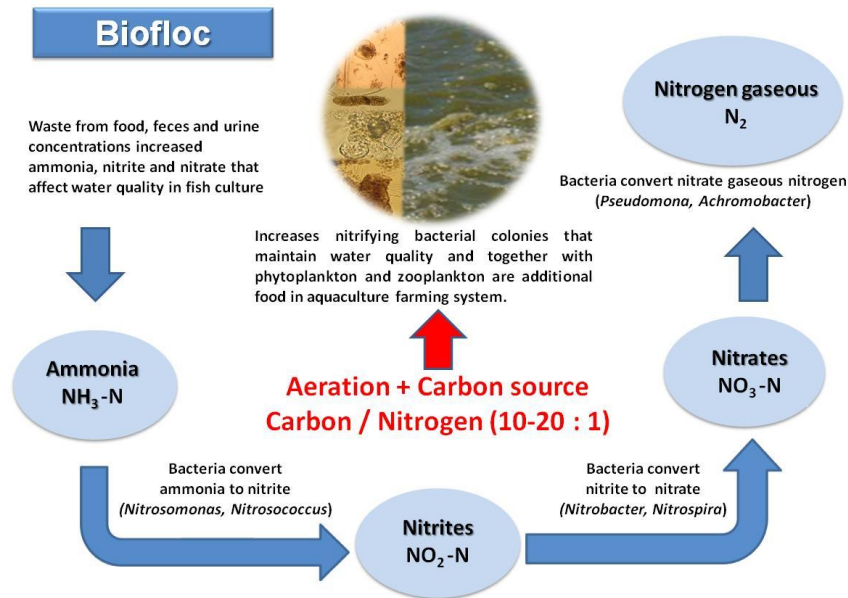 Biofloc
Waste from food, feces and urine
concentrations increased
ammonia, nitrite and nitrate that
affect water quality in fish culture
Increases nitrifying bacterial colonies that
maintain water quality and together with
phytoplankton and zooplankton are additional
food in aquaculture farming system.
Nitrogen gaseous
N₂
Bacteria convert nitrate gaseous nitrogen
(Pseudomona, Achromobacter)
Ammonia
NH₃-N
Aeration + Carbon source
Carbon / Nitrogen (10-20 : 1)
Nitrates
NO₃-N
Bacteria convert
ammonia to nitrite
(Nitrosomonas, Nitrosococcus)
Nitrites
NO₂-N
Bacteria convert
nitrite to nitrate
(Nitrobacter, Nitrospira)